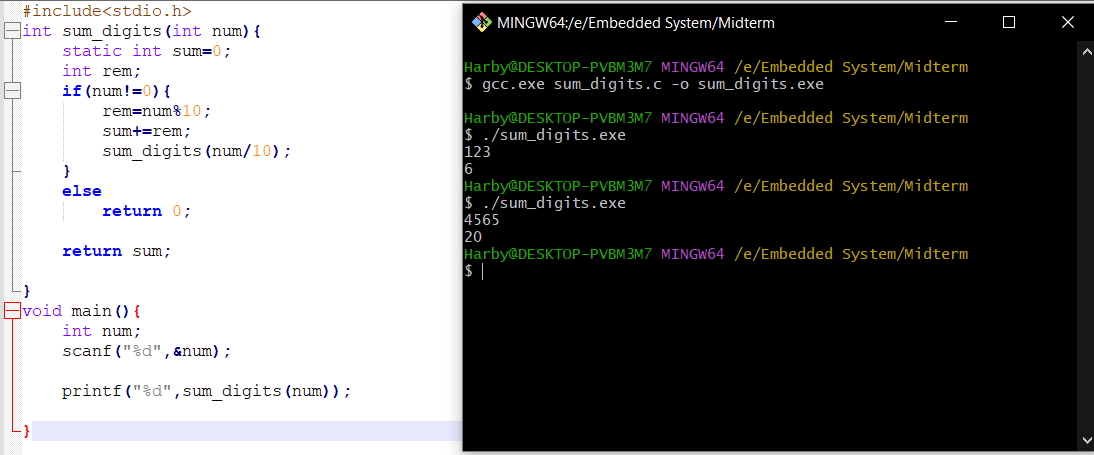 #include<stdio.h>
int sum_digits(int num){
    static int sum=0;
    int rem;
    if(num!=0){
        rem=num%10;
        sum+=rem;
        sum_digits(num/10);
    }
    else
        return 0;
    return sum;
}
void main(){
    int num;
    scanf("%d",&num);
    printf("%d",sum_digits(num));
}
MINGW64:/e/Embedded System/Midterm
Harby@DESKTOP-PVBM3M7 MINGW64 /e/Embedded System/Midterm
$ gcc.exe sum_digits.c -o sum_digits.exe
Harby@DESKTOP-PVBM3M7 MINGW64 /e/Embedded System/Midterm
$ ./sum_digits.exe
123
6
Harby@DESKTOP-PVBM3M7 MINGW64 /e/Embedded System/Midterm
$ ./sum_digits.exe
4565
20
Harby@DESKTOP-PVBM3M7 MINGW64 /e/Embedded System/Midterm
$